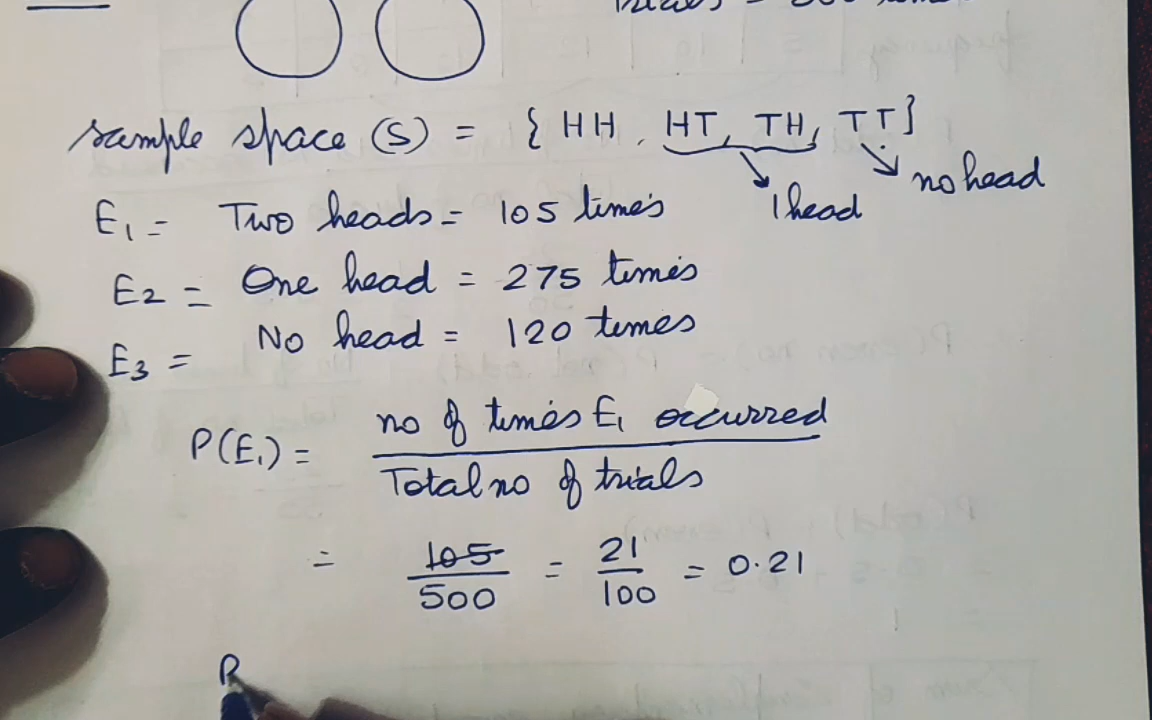 sample space (S) = { HH, HT, TH, TT }
no head
1 head
E1 = Two heads = 105 times
E2 = One head = 275 times
E3 = No head = 120 times
P(E1) = no of times E1 occurred
Total no of trials
= 105/500 = 21/100 = 0.21
P